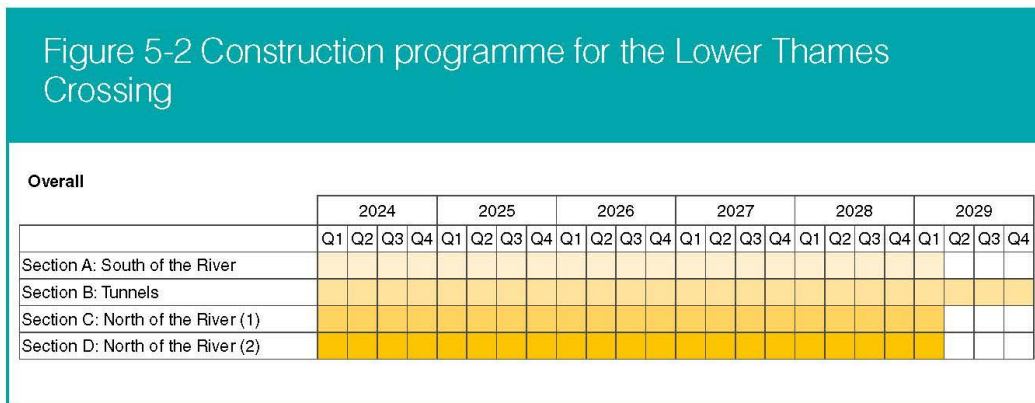 Figure 5-2 Construction programme for the Lower Thames
Crossing
Overall
2024 2025 2026 2027 2028 2029
Q1 Q2 Q3 Q4 Q1 Q2 Q3 Q4 Q1 Q2 Q3 Q4 Q1 Q2 Q3 Q4 Q1 Q2 Q3 Q4 Q1 Q2 Q3 Q4
Section A: South of the River
Section B: Tunnels
Section C: North of the River (1)
Section D: North of the River (2)